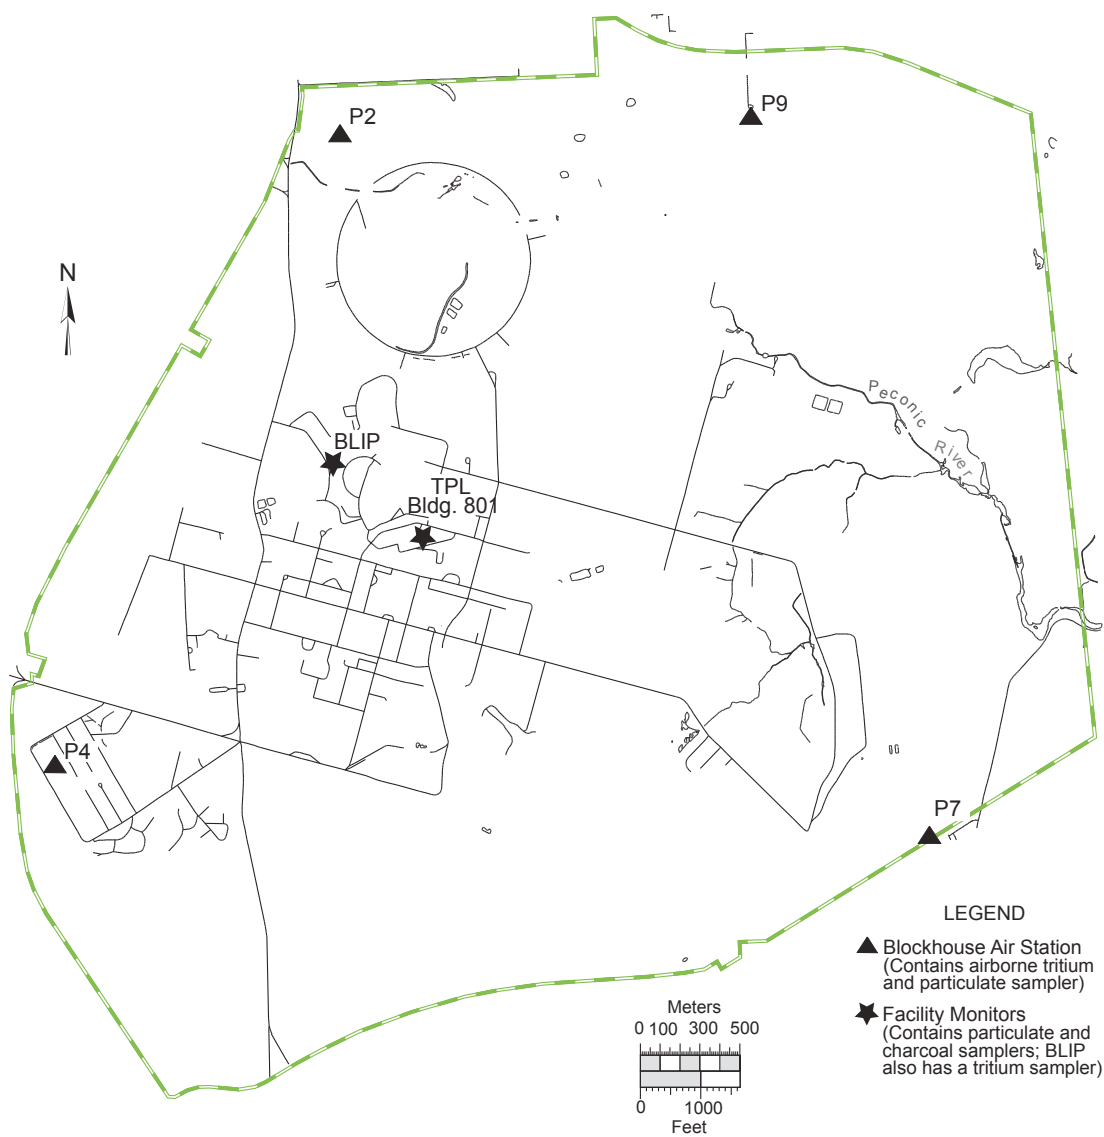 P2
P9
N
Peconic
River
BLIP
TPL
Bldg. 801
P4
P7
LEGEND
Blockhouse Air Station
(Contains airborne tritium
and particulate sampler)
Facility Monitors
(Contains particulate and
charcoal samplers; BLIP
also has a tritium sampler)
Meters
0 100 300 500
0 1000
Feet